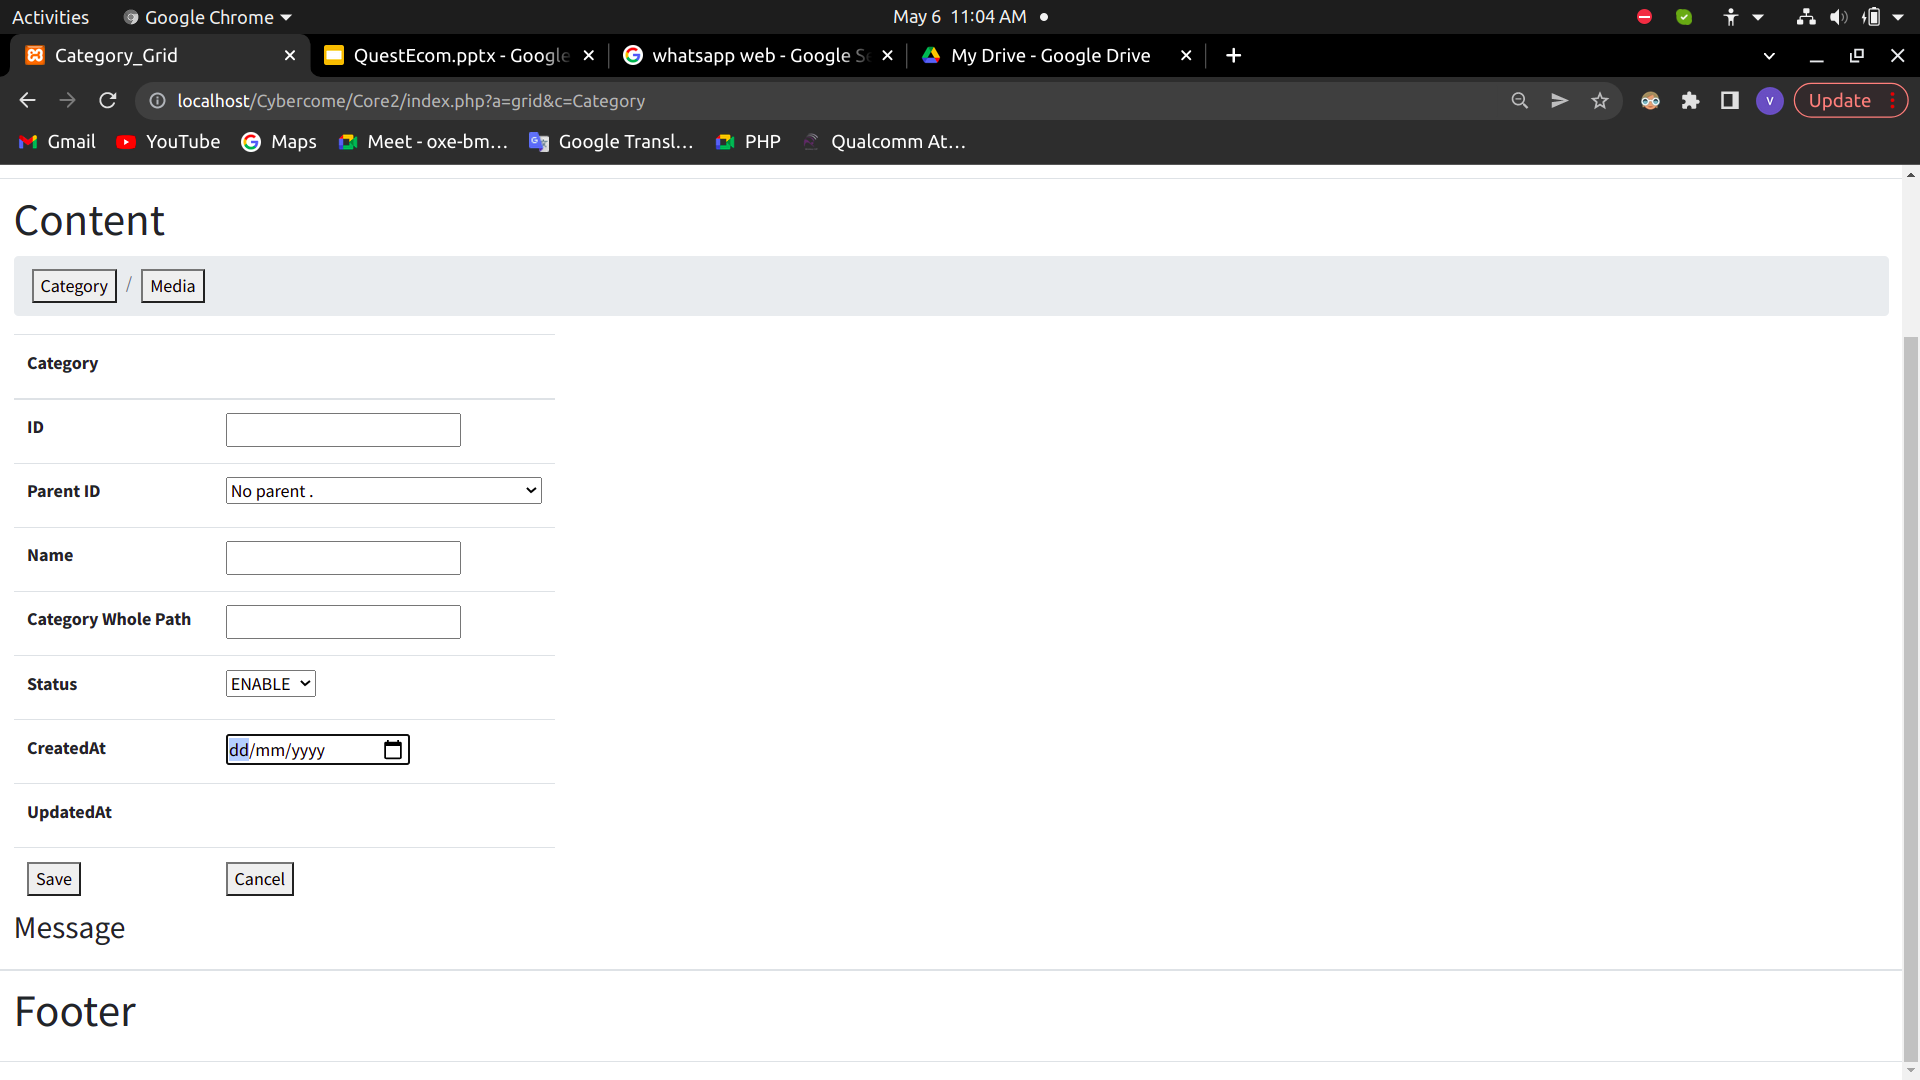 Activities
Google Chrome
May 6 11:04 AM
Category_Grid
QuestEcom.pptx - Google
whatsapp web - Google Se
My Drive - Google Drive
localhost/Cybercome/Core2/index.php?a=grid&c=Category
V
Update
Gmail
YouTube
Maps
Meet - oxe-bm...
Google Transl...
PHP
Qualcomm At...
Content
Category / Media
Category
ID
Parent ID No parent .
Name
Category Whole Path
Status ENABLE
CreatedAt dd/mm/yyyy
UpdatedAt
Save Cancel
Message
Footer